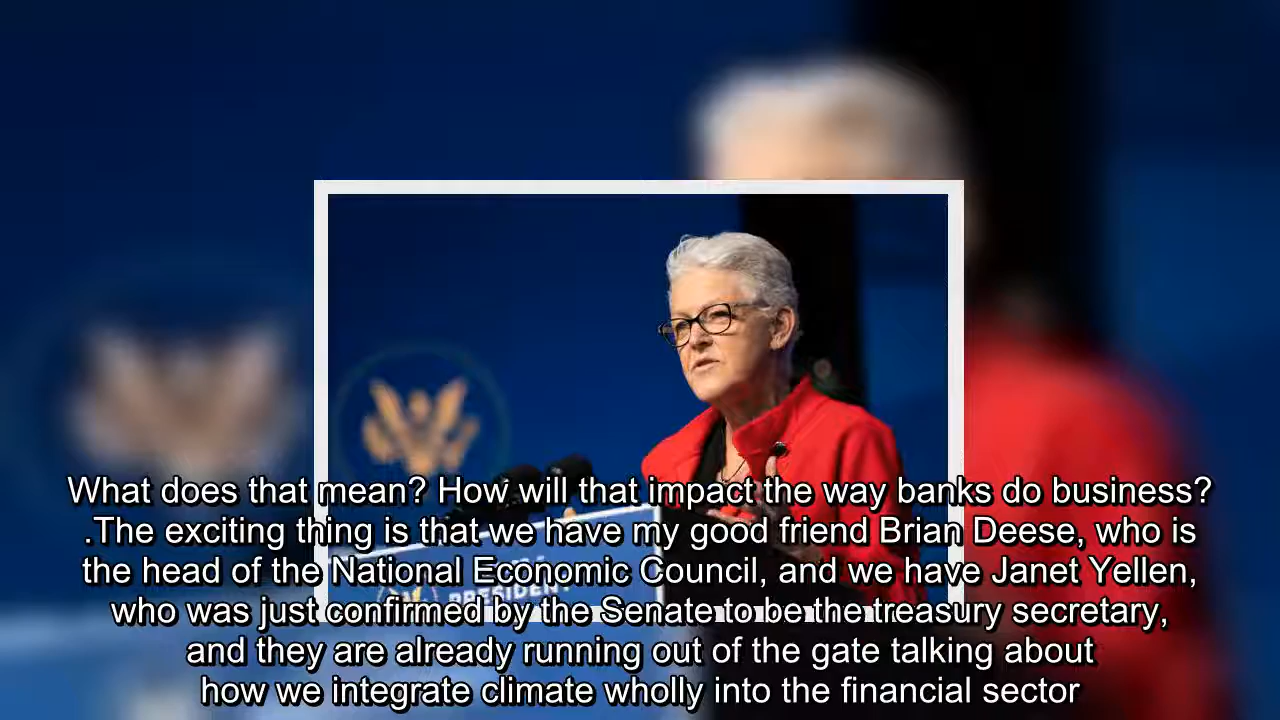 What does that mean? How will that impact the way banks do business?
.The exciting thing is that we have my good friend Brian Deese, who is
the head of the National Economic Council, and we have Janet Yellen,
who was just confirmed by the Senate to be the treasury secretary,
and they are already running out of the gate talking about
how we integrate climate wholly into the financial sector
PRESIDENT